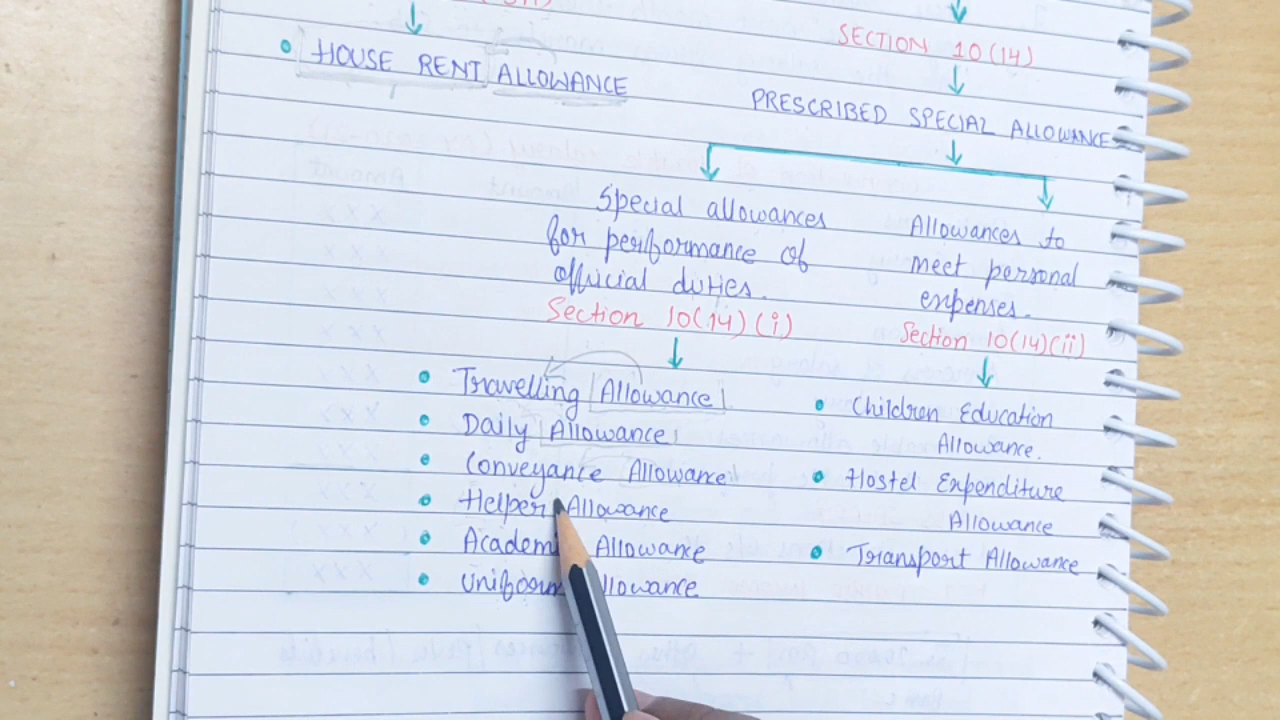 SECTION 10(14)
• HOUSE RENT ALLOWANCE
PRESCRIBED SPECIAL ALLOWANCES
Special allowances
for performance of
official duties.
Section 10(14)(i)
Allowances to
meet personal
expenses.
Section 10(14)(ii)
• Travelling Allowance
• Daily Allowance
• Conveyance Allowance
• Helper Allowance
• Academi Allowance
• Uniform Allowance
• Children Education
Allowance.
• Hostel Expenditure
Allowance
• Transport Allowance